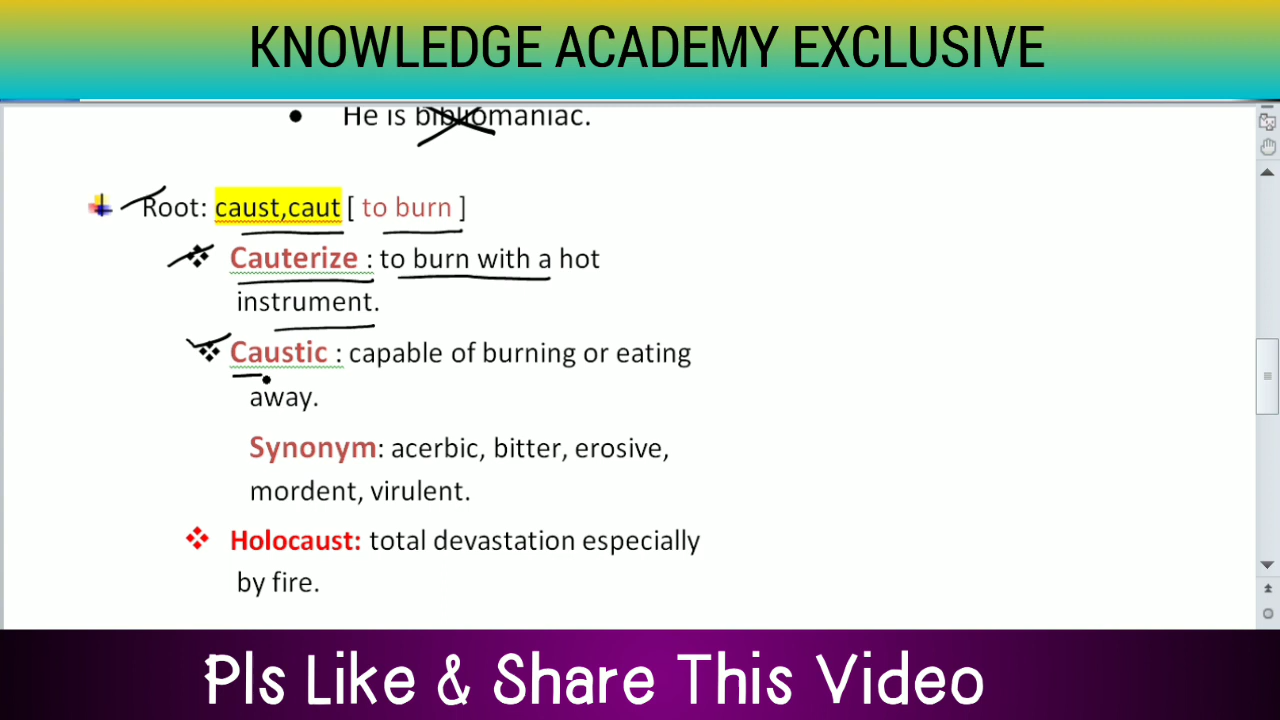 KNOWLEDGE ACADEMY EXCLUSIVE
He is bibliomaniac.
Root: caust,caut [ to burn ]
Cauterize : to burn with a hot
instrument.
Caustic : capable of burning or eating
away.
Synonym: acerbic, bitter, erosive,
mordent, virulent.
Holocaust: total devastation especially
by fire.
Pls Like & Share This Video